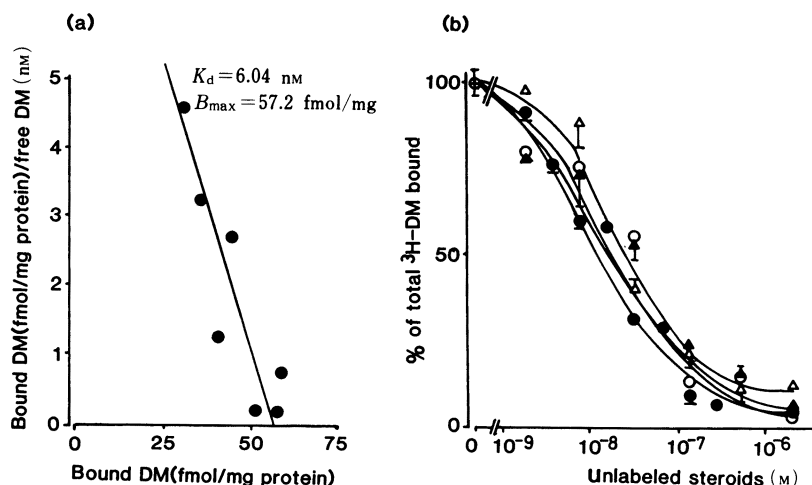 (a)
Bound DM(fmol/mg protein)/free DM (nM)
5
4
3
2
1
0
Kd=6.04 nM
Bmax=57.2 fmol/mg
0 25 50 75
Bound DM(fmol/mg protein)
(b)
% of total ³H-DM bound
100
50
0
0 10⁻⁹ 10⁻⁸ 10⁻⁷ 10⁻⁶
Unlabeled steroids (M)